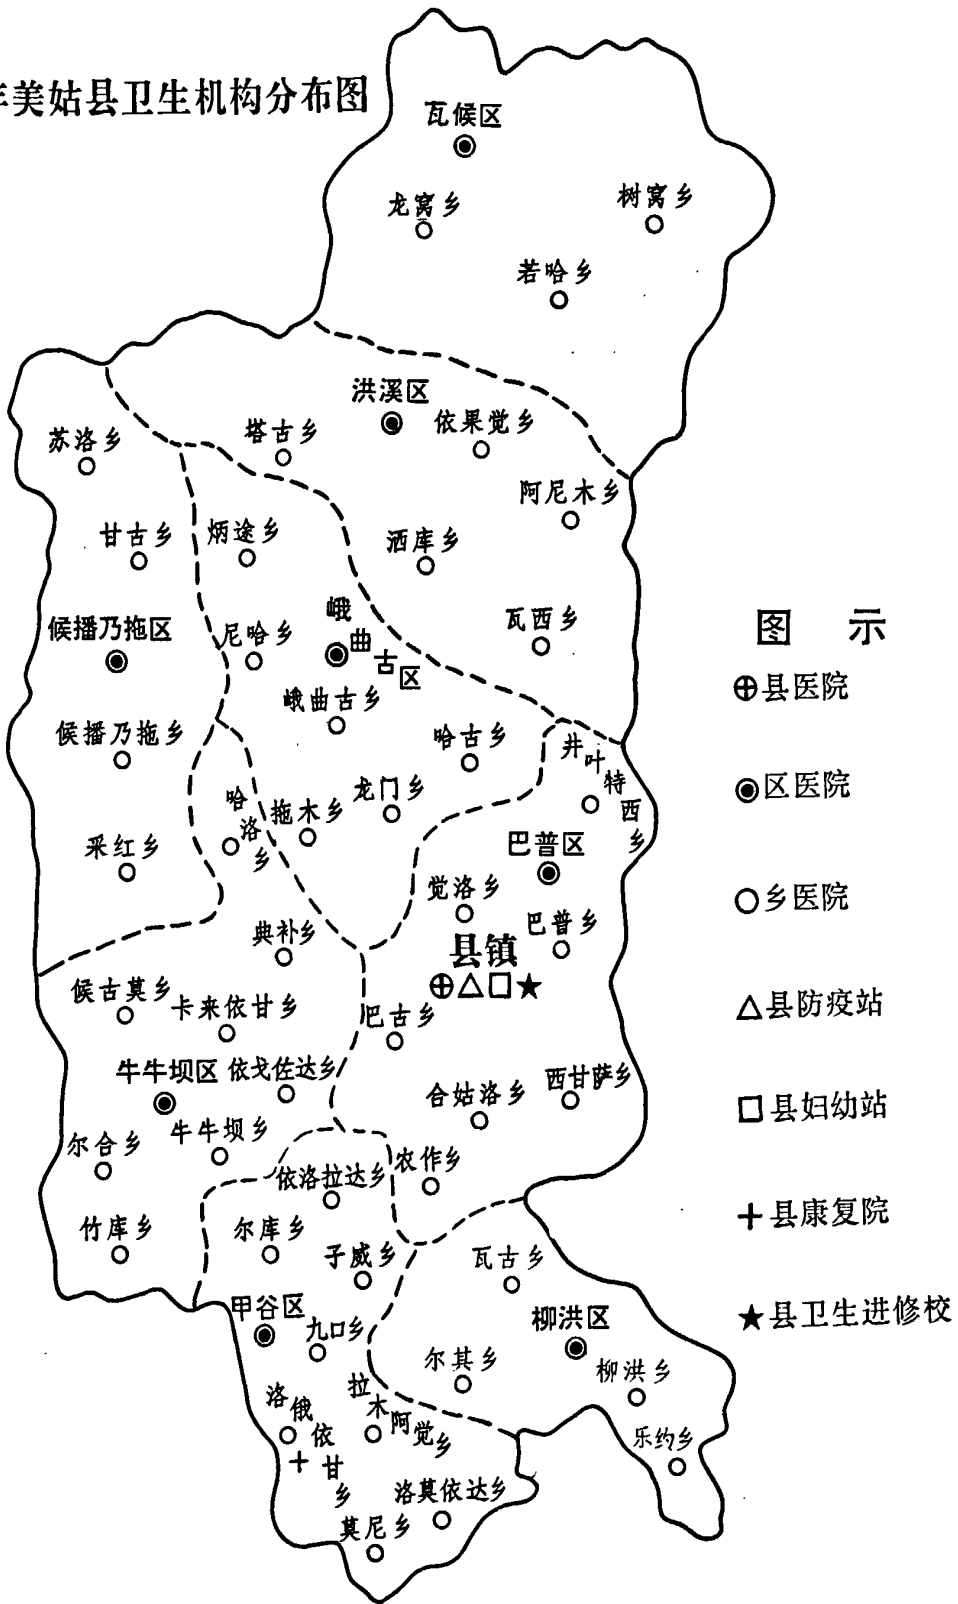 年美姑县卫生机构分布图
瓦候区
龙窝乡
树窝乡
若哈乡
洪溪区
依果觉乡
塔古乡
苏洛乡
阿尼木乡
甘古乡
炳途乡
洒库乡
候播乃拖区
尼哈乡
峨曲古区
瓦西乡
峨曲古乡
候播乃拖乡
哈古乡
井叶特西乡
哈洛乡
拖木乡
龙门乡
采红乡
巴普区
觉洛乡
巴普乡
典补乡
县镇
候古莫乡
卡来依甘乡
巴古乡
牛牛坝区
依戈佐达乡
合姑洛乡
西甘萨乡
尔合乡
牛牛坝乡
依洛拉达乡
农作乡
竹库乡
尔库乡
子威乡
瓦古乡
甲谷区
九口乡
柳洪区
尔其乡
柳洪乡
洛俄依甘乡
拉木阿觉乡
乐约乡
洛莫依达乡
莫尼乡
图 示
县医院
区医院
乡医院
县防疫站
县妇幼站
县康复院
县卫生进修校